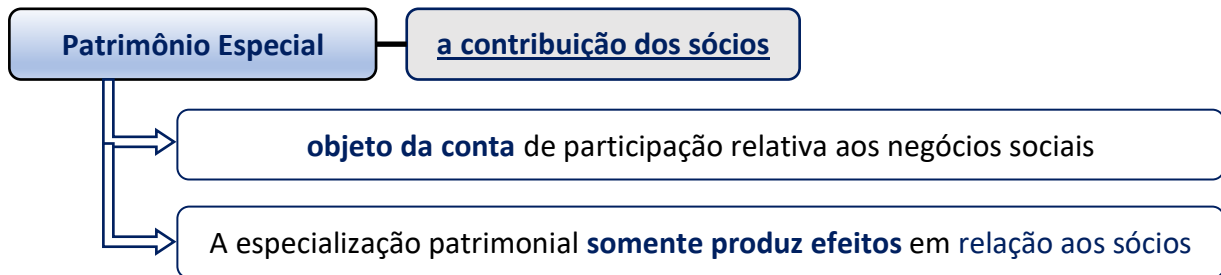 Patrimônio Especial
a contribuição dos sócios
objeto da conta de participação relativa aos negócios sociais
A especialização patrimonial somente produz efeitos em relação aos sócios